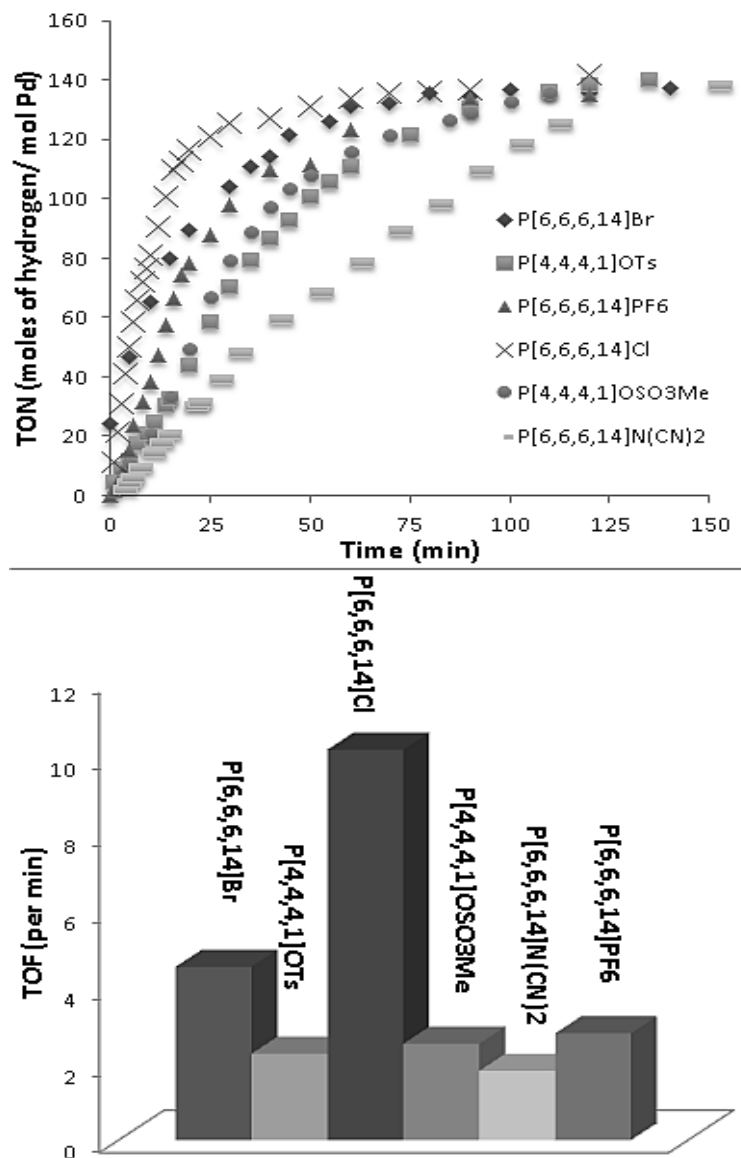 TON (moles of hydrogen/ mol Pd)
160
140
120
100
80
60
40
20
0
P[6,6,6,14]Br
P[4,4,4,1]OTs
P[6,6,6,14]PF6
P[6,6,6,14]Cl
P[4,4,4,1]OSO3Me
P[6,6,6,14]N(CN)2
0 25 50 75 100 125 150
Time (min)
TOF (per min)
12
10
8
6
4
2
0
P[6,6,6,14]Br
P[4,4,4,1]OTs
P[6,6,6,14]Cl
P[4,4,4,1]OSO3Me
P[6,6,6,14]N(CN)2
P[6,6,6,14]PF6